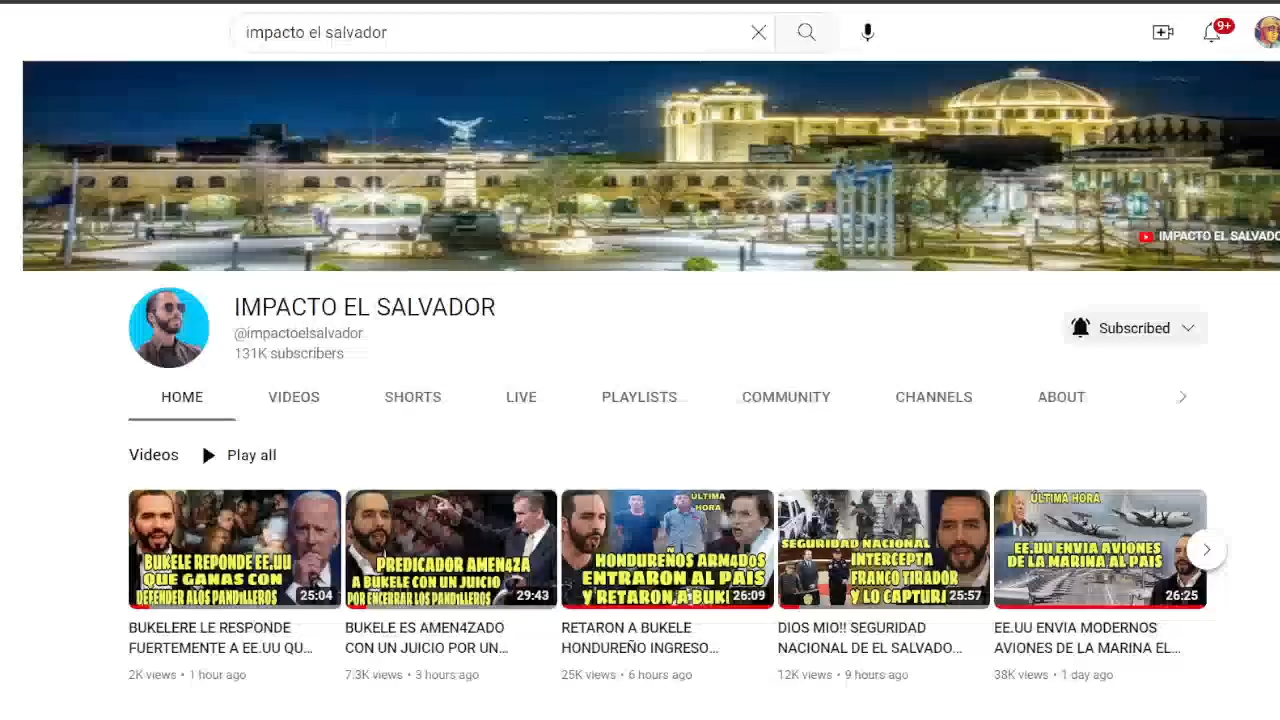 impacto el salvador
9+
IMPACTO EL SALVADO
IMPACTO EL SALVADOR
@impactoelsalvador
131K subscribers
Subscribed
HOME VIDEOS SHORTS LIVE PLAYLISTS COMMUNITY CHANNELS ABOUT
Videos Play all
BUKELE REPONDE EE.UU
QUE GANAS CON
DEFENDER ALOS PANDILLEROS
25:04
PREDICADOR AMEN4ZA
A BUKELE CON UN JUICIO
POR ENCERRAR LOS PAND1LLEROS
29:43
ÚLTIMA
HORA
HONDUREÑOS ARM4DOS
ENTRARON AL PAIS
Y RETARON A BUK
26:09
SEGURIDAD NACIONAL
INTERCEPTA
FRANCO TIRADOR
Y LO CAPTUR
25:57
ÚLTIMA HORA
EE.UU ENVIA AVIONES
DE LA MARINA AL PAIS
26:25
BUKELERE LE RESPONDE
FUERTEMENTE A EE.UU QU...
2K views • 1 hour ago
BUKELE ES AMEN4ZADO
CON UN JUICIO POR UN...
7.3K views • 3 hours ago
RETARON A BUKELE
HONDUREÑO INGRESO...
25K views • 6 hours ago
DIOS MIO!! SEGURIDAD
NACIONAL DE EL SALVADO...
12K views • 9 hours ago
EE.UU ENVIA MODERNOS
AVIONES DE LA MARINA EL...
38K views • 1 day ago